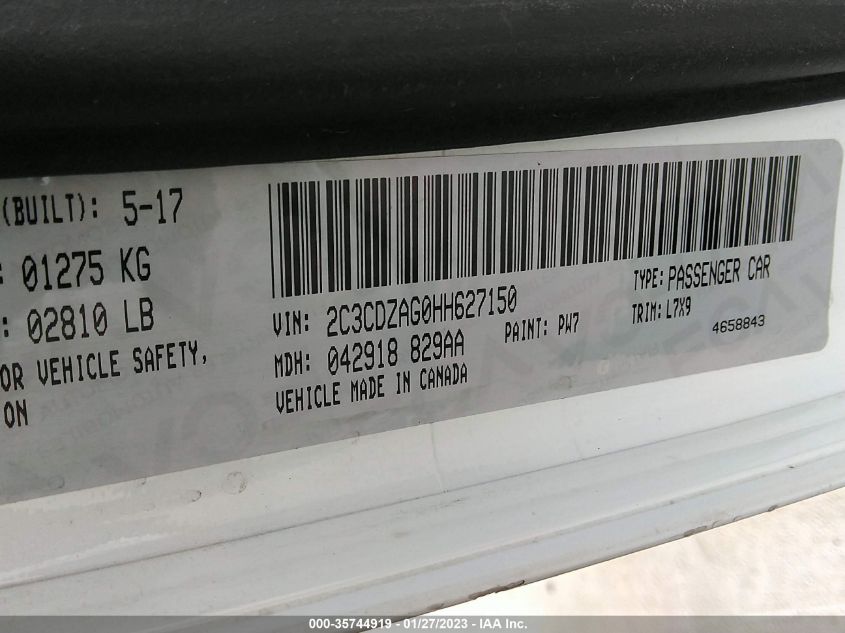 (BUILT): 5-17
: 01275 KG
: 02810 LB
OR VEHICLE SAFETY,
ON
VIN: 2C3CDZAG0HH627150
TYPE: PASSENGER CAR
MDH: 042918 829AA
PAINT: PW7
TRIM: L7X9
VEHICLE MADE IN CANADA
4658843
000-35744919 — 01/27/2023 — IAA Inc.